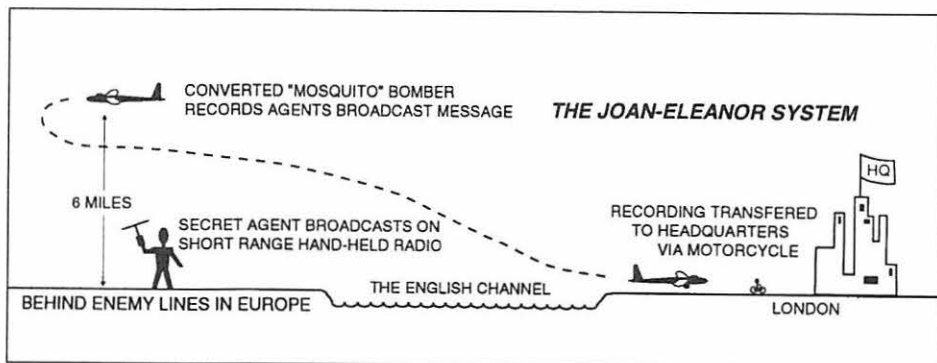 CONVERTED "MOSQUITO" BOMBER
RECORDS AGENTS BROADCAST MESSAGE
THE JOAN-ELEANOR SYSTEM
HQ
6 MILES
SECRET AGENT BROADCASTS ON
SHORT RANGE HAND-HELD RADIO
RECORDING TRANSFERED
TO HEADQUARTERS
VIA MOTORCYCLE
BEHIND ENEMY LINES IN EUROPE
THE ENGLISH CHANNEL
LONDON